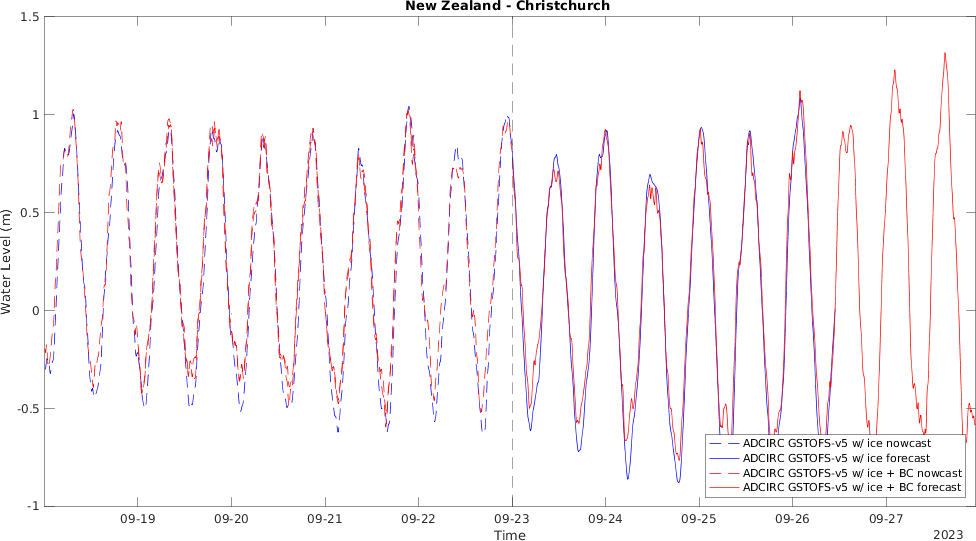 New Zealand - Christchurch
1.5
1
0.5
0
-0.5
-1
Water Level (m)
ADCIRC GSTOFS-v5 w/ ice nowcast
ADCIRC GSTOFS-v5 w/ ice forecast
ADCIRC GSTOFS-v5 w/ ice + BC nowcast
ADCIRC GSTOFS-v5 w/ ice + BC forecast
09-19 09-20 09-21 09-22 09-23 09-24 09-25 09-26 09-27
Time
2023